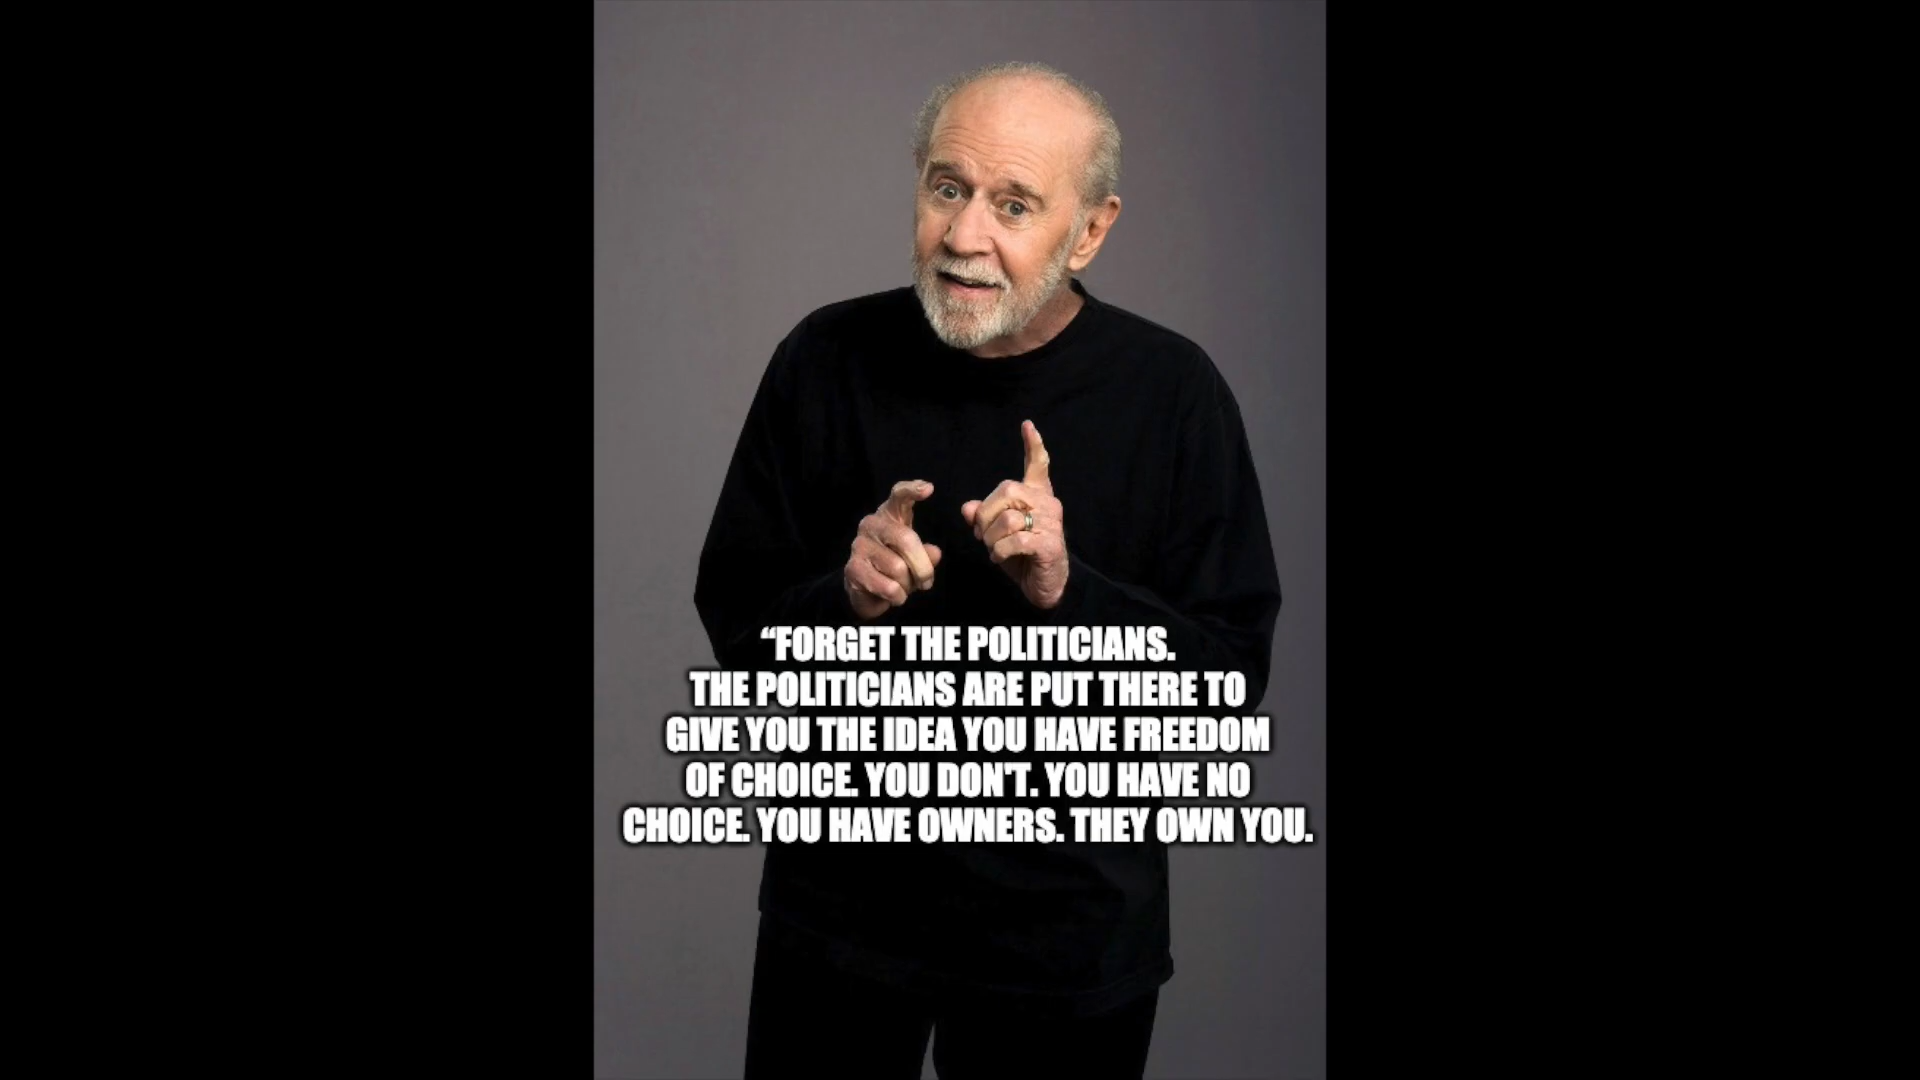 “FORGET THE POLITICIANS.
THE POLITICIANS ARE PUT THERE TO
GIVE YOU THE IDEA YOU HAVE FREEDOM
OF CHOICE. YOU DON'T. YOU HAVE NO
CHOICE. YOU HAVE OWNERS. THEY OWN YOU.